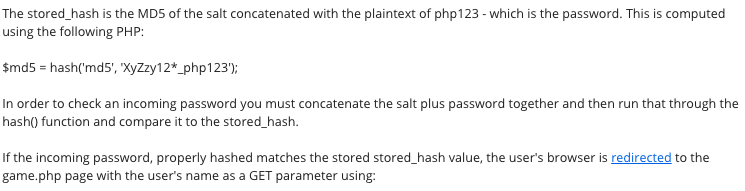 The stored_hash is the MD5 of the salt concatenated with the plaintext of php123 - which is the password. This is computed
using the following PHP:
$md5 = hash('md5', 'XyZzy12*_php123');
In order to check an incoming password you must concatenate the salt plus password together and then run that through the
hash() function and compare it to the stored_hash.
If the incoming password, properly hashed matches the stored stored_hash value, the user's browser is redirected to the
game.php page with the user's name as a GET parameter using: